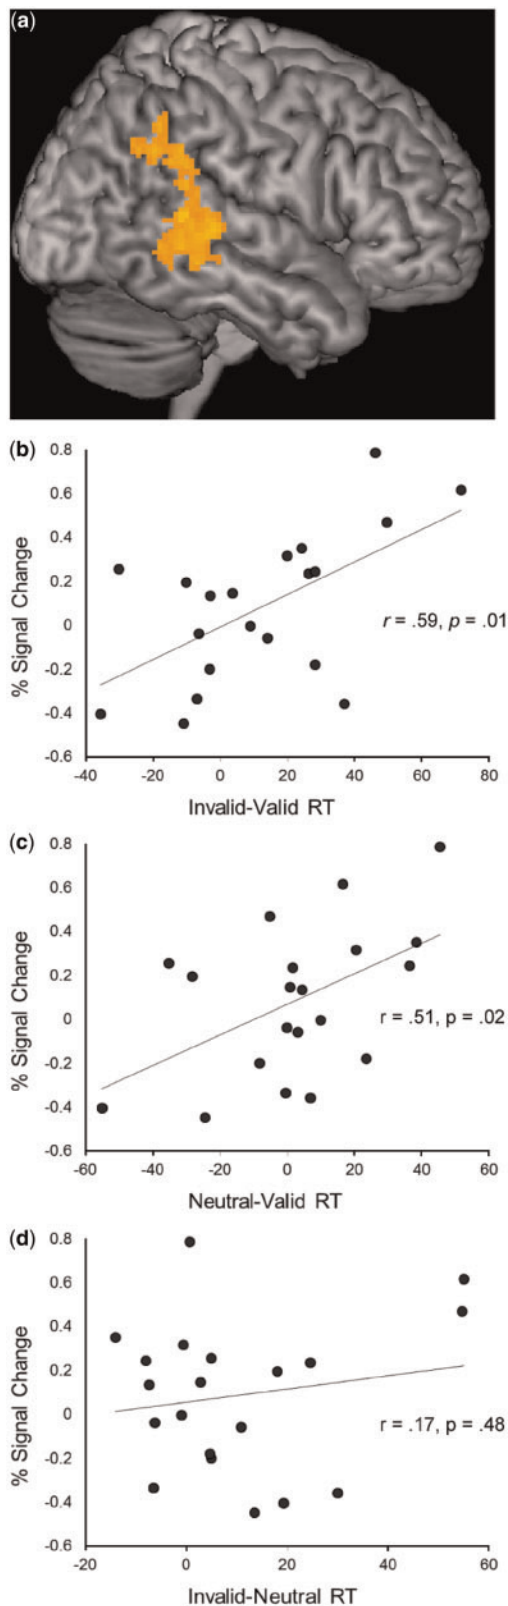 (a)
(b)
0.8
0.6
0.4
0.2
0
-0.2
-0.4
-0.6
% Signal Change
r = .59, p = .01
-40 -20 0 20 40 60 80
Invalid-Valid RT
(c)
0.8
0.6
0.4
0.2
0
-0.2
-0.4
-0.6
% Signal Change
r = .51, p = .02
-60 -40 -20 0 20 40 60
Neutral-Valid RT
(d)
0.8
0.6
0.4
0.2
0
-0.2
-0.4
-0.6
% Signal Change
r = .17, p = .48
-20 0 20 40 60
Invalid-Neutral RT